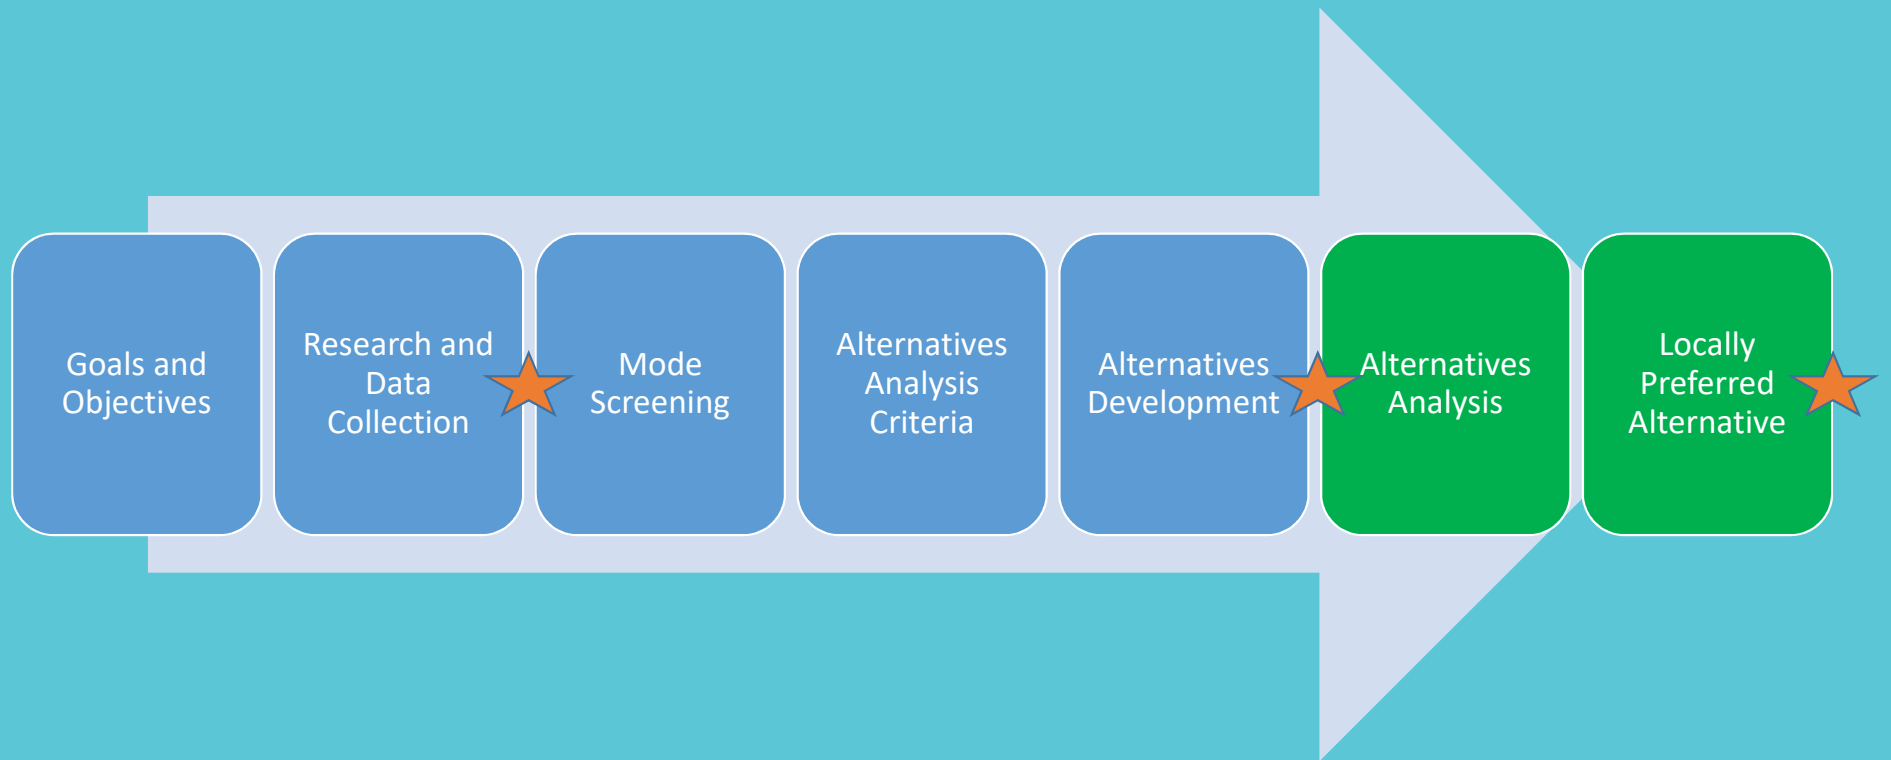 Goals and
Objectives
Research and
Data
Collection
Mode
Screening
Alternatives
Analysis
Criteria
Alternatives
Development
Alternatives
Analysis
Locally
Preferred
Alternative